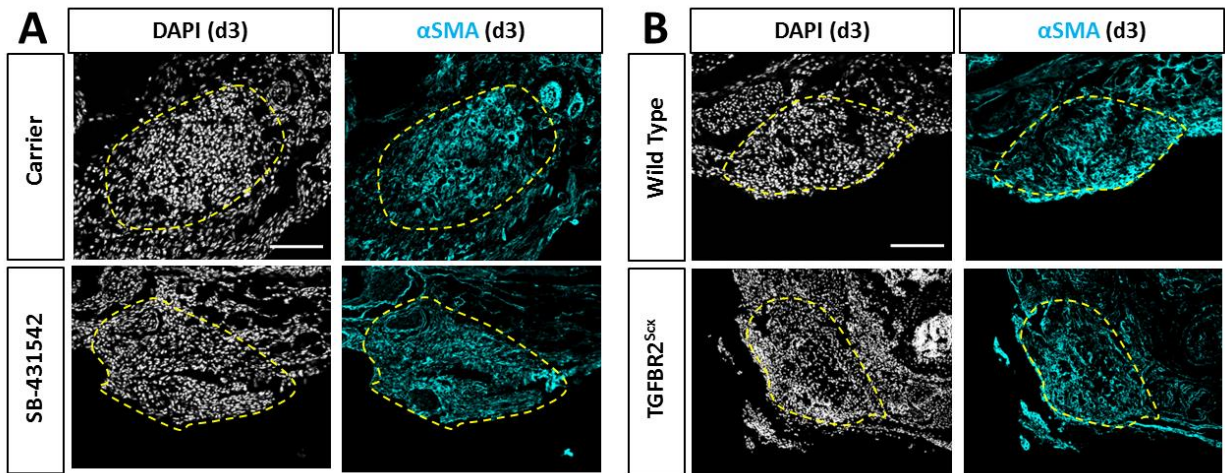 A
DAPI (d3)
αSMA (d3)
Carrier
SB-431542
B
DAPI (d3)
αSMA (d3)
Wild Type
TGFBR2Scx